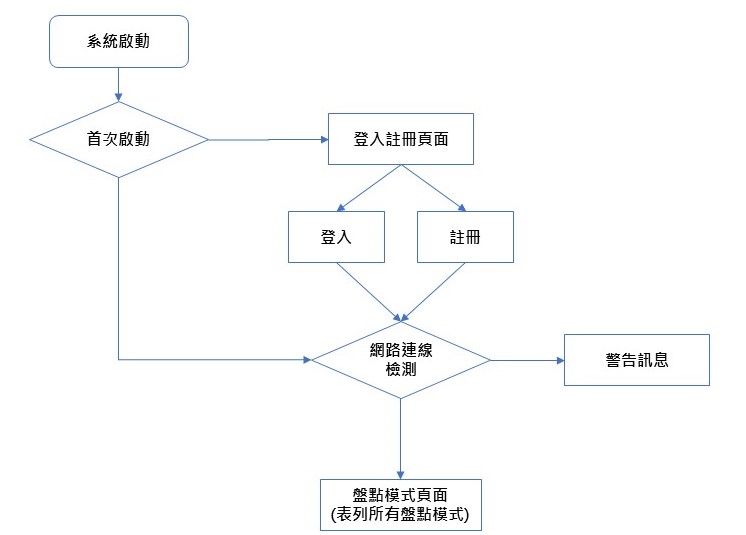 系統啟動
首次啟動
登入註冊頁面
登入
註冊
網路連線
檢測
警告訊息
盤點模式頁面
(表列所有盤點模式)